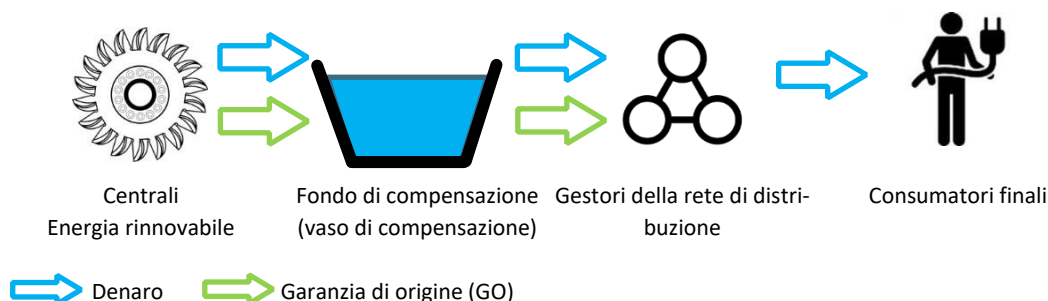 Centrali
Energia rinnovabile
Fondo di compensazione
(vaso di compensazione)
Gestori della rete di distri-
buzione
Consumatori finali
Denaro
Garanzia di origine (GO)